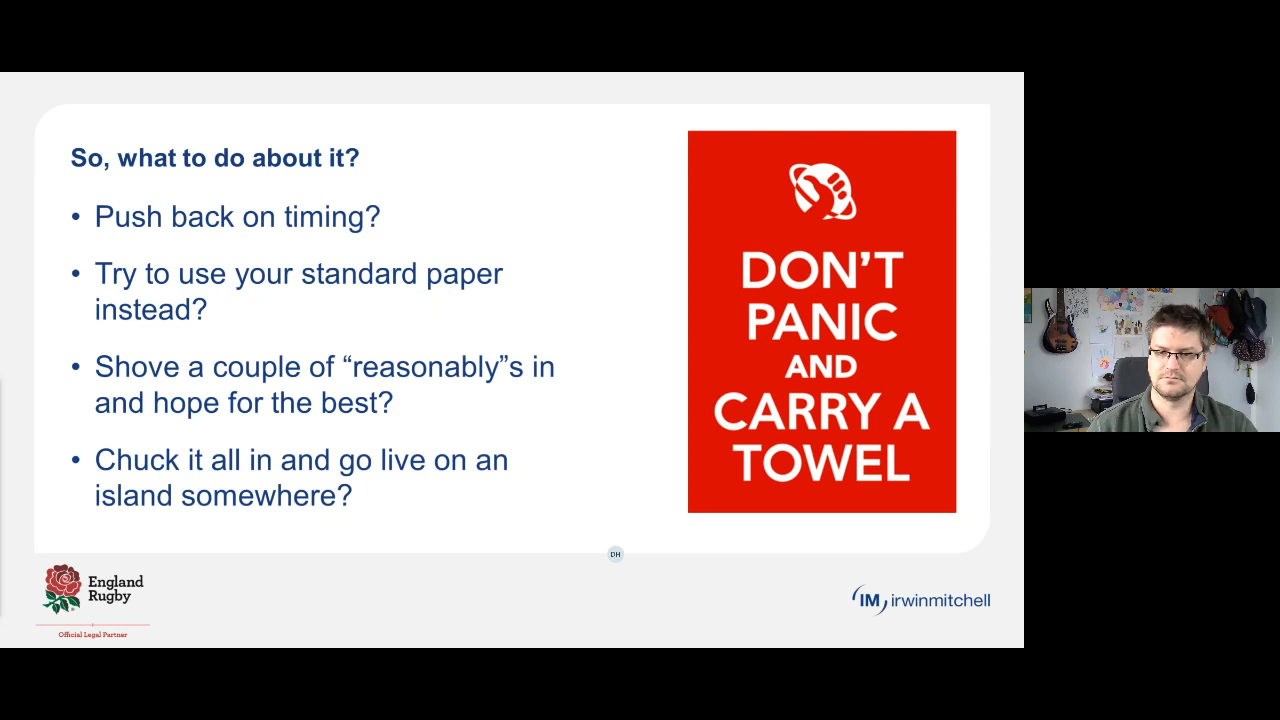 So, what to do about it?
• Push back on timing?
• Try to use your standard paper
instead?
• Shove a couple of “reasonably”s in
and hope for the best?
• Chuck it all in and go live on an
island somewhere?
DON’T
PANIC
AND
CARRY A
TOWEL
DH
England
Rugby
Official Legal Partner
IM irwinmitchell